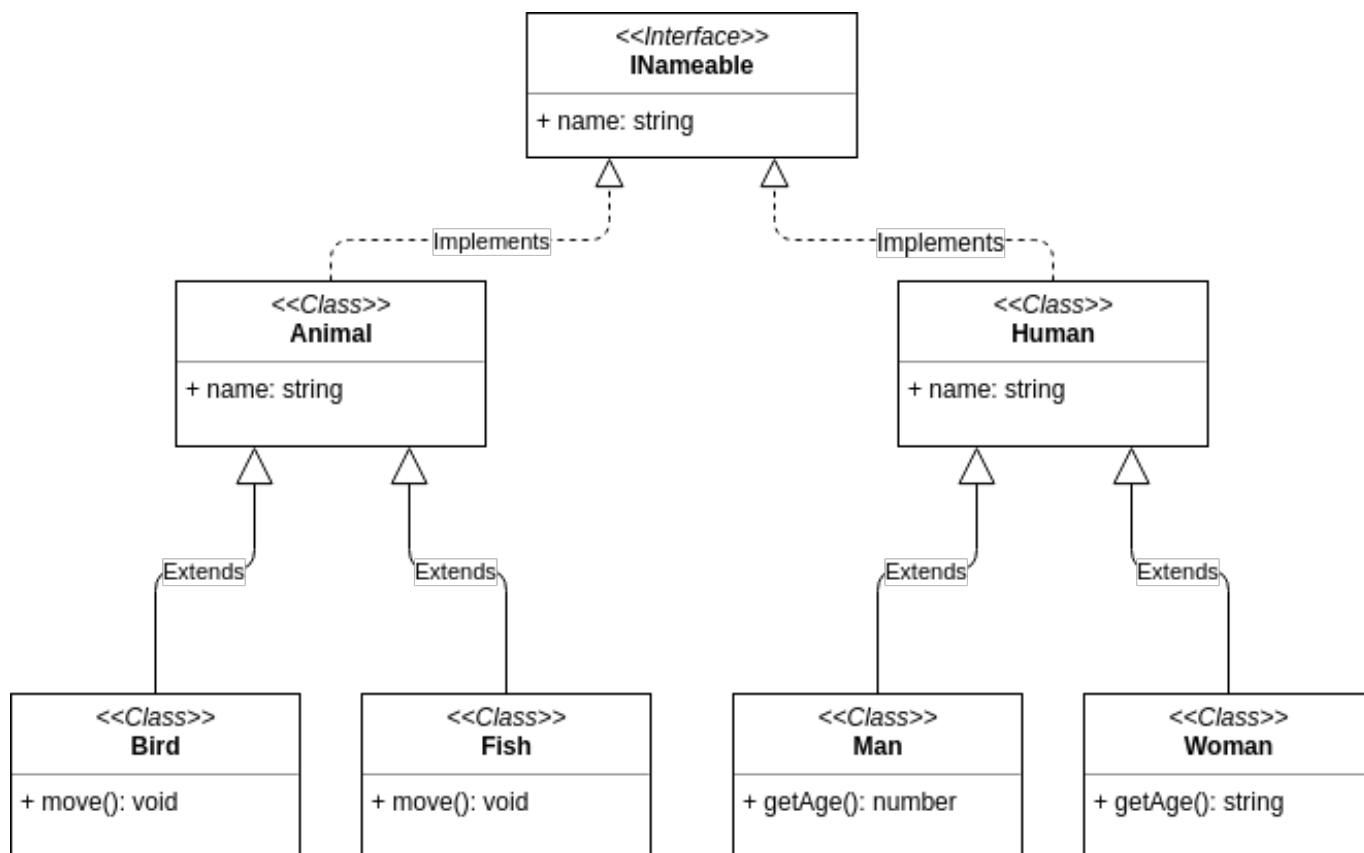 <<Interface>>
INameable
+ name: string
Implements
Implements
<<Class>>
Animal
+ name: string
<<Class>>
Human
+ name: string
Extends
Extends
Extends
Extends
<<Class>>
Bird
+ move(): void
<<Class>>
Fish
+ move(): void
<<Class>>
Man
+ getAge(): number
<<Class>>
Woman
+ getAge(): string